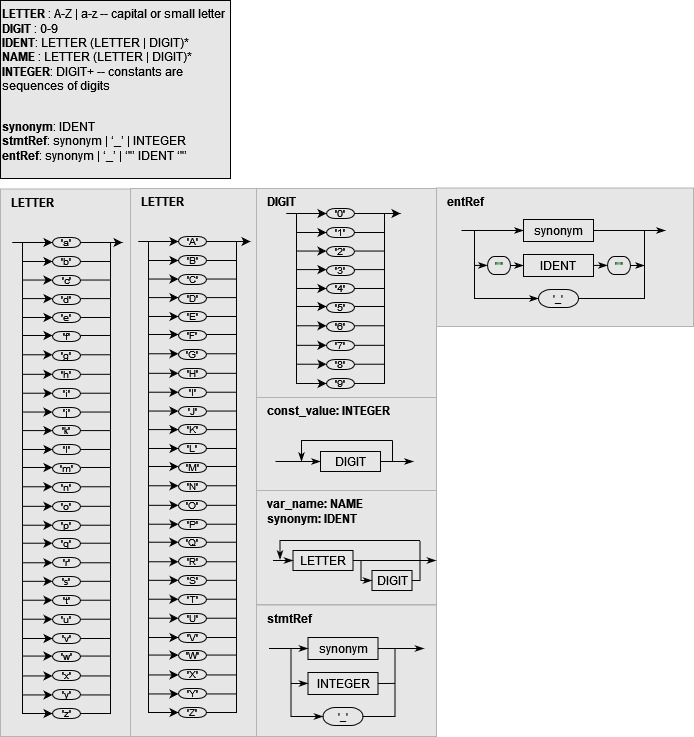 LETTER : A-Z | a-z -- capital or small letter
DIGIT : 0-9
IDENT: LETTER (LETTER | DIGIT)*
NAME : LETTER (LETTER | DIGIT)*
INTEGER: DIGIT+ -- constants are
sequences of digits
synonym: IDENT
stmtRef: synonym | ‘_’ | INTEGER
entRef: synonym | ‘_’ | ‘"’ IDENT ‘"’
LETTER
"a"
"b"
"c"
"d"
"e"
"f"
"g"
"h"
"i"
"j"
"k"
"l"
"m"
"n"
"o"
"p"
"q"
"r"
"s"
"t"
"u"
"v"
"w"
"x"
"y"
"z"
LETTER
"A"
"B"
"C"
"D"
"E"
"F"
"G"
"H"
"I"
"J"
"K"
"L"
"M"
"N"
"O"
"P"
"Q"
"R"
"S"
"T"
"U"
"V"
"W"
"X"
"Y"
"Z"
DIGIT
"0"
"1"
"2"
"3"
"4"
"5"
"6"
"7"
"8"
"9"
const_value: INTEGER
DIGIT
var_name: NAME
synonym: IDENT
LETTER
DIGIT
stmtRef
synonym
INTEGER
'_'
entRef
synonym
'"' IDENT '"'
'_'